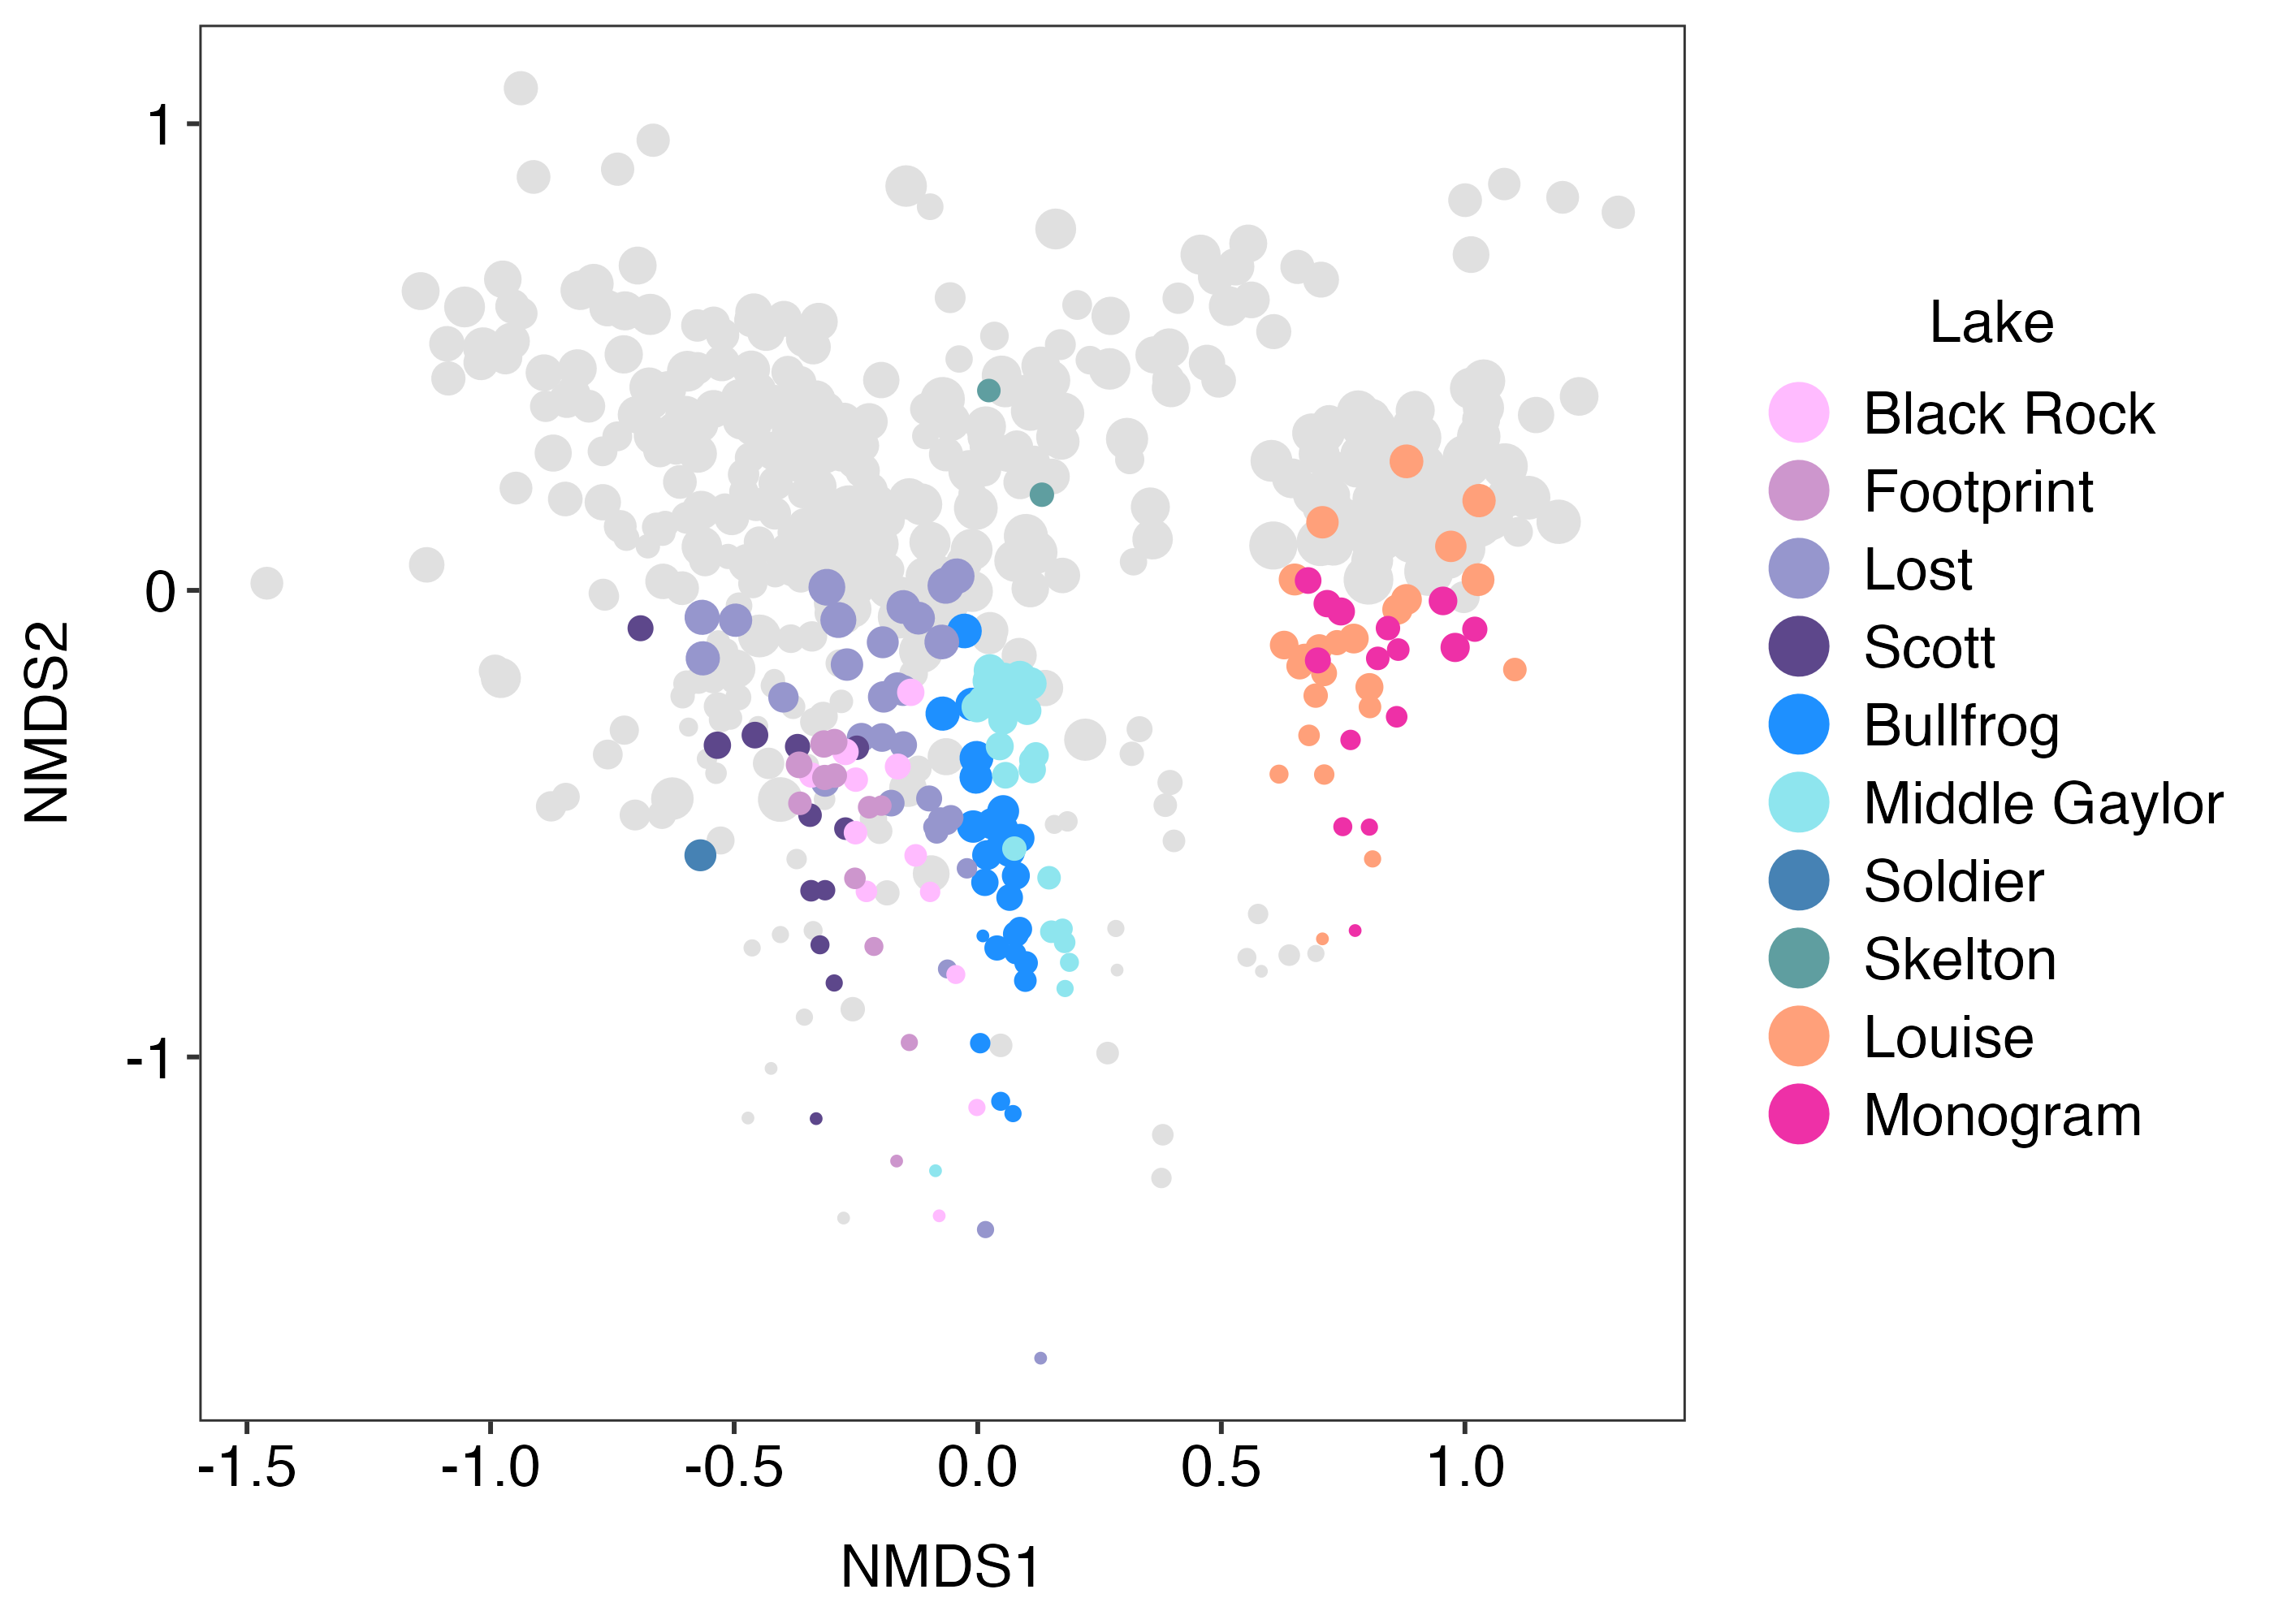 1
0
-1
NMDS2
-1.5 -1.0 -0.5 0.0 0.5 1.0
NMDS1
Lake
Black Rock
Footprint
Lost
Scott
Bullfrog
Middle Gaylor
Soldier
Skelton
Louise
Monogram